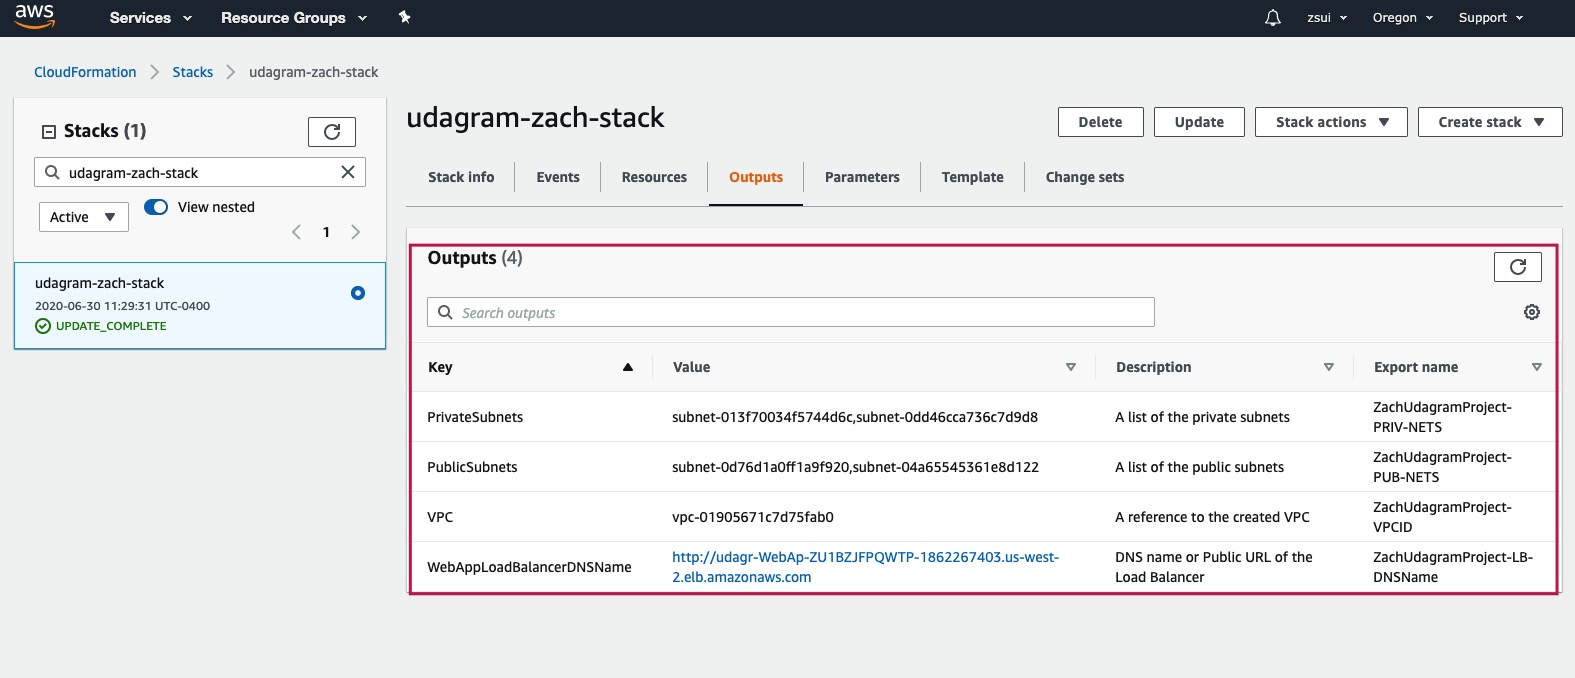 aws
Services
Resource Groups
zsui
Oregon
Support
CloudFormation
Stacks
udagram-zach-stack
Stacks (1)
udagram-zach-stack
Active
View nested
1
udagram-zach-stack
2020-06-30 11:29:31 UTC-0400
UPDATE_COMPLETE
udagram-zach-stack
Delete
Update
Stack actions
Create stack
Stack info
Events
Resources
Outputs
Parameters
Template
Change sets
Outputs (4)
Search outputs
Key
Value
Description
Export name
PrivateSubnets
subnet-013f70034f5744d6c,subnet-0dd46cca736c7d9d8
A list of the private subnets
ZachUdagramProject-
PRIV-NETS
PublicSubnets
subnet-0d76d1a0ff1a9f920,subnet-04a65545361e8d122
A list of the public subnets
ZachUdagramProject-
PUB-NETS
VPC
vpc-01905671c7d75fab0
A reference to the created VPC
ZachUdagramProject-
VPCID
WebAppLoadBalancerDNSName
http://udagr-WebAp-ZU1BZJFPQWTP-1862267403.us-west-
2.elb.amazonaws.com
DNS name or Public URL of the
Load Balancer
ZachUdagramProject-LB-
DNSName